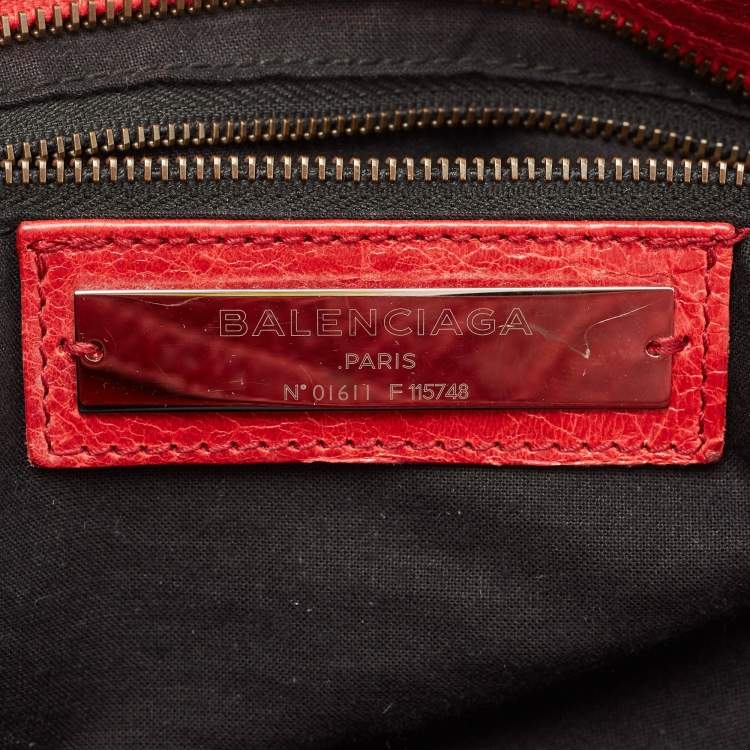 BALENCIAGA
.PARIS
N° 01611 F 115748